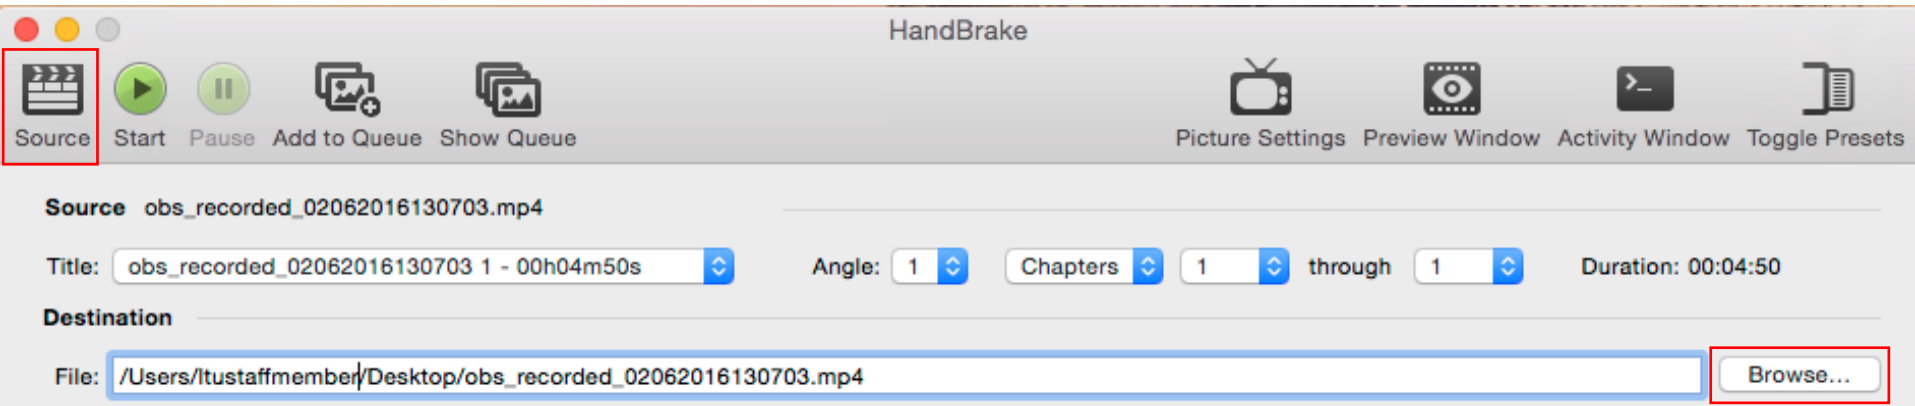 HandBrake
Source Start Pause Add to Queue Show Queue Picture Settings Preview Window Activity Window Toggle Presets
Source obs_recorded_02062016130703.mp4
Title: obs_recorded_02062016130703 1 - 00h04m50s Angle: 1 Chapters 1 through 1 Duration: 00:04:50
Destination
File: /Users/ltustaffmember/Desktop/obs_recorded_02062016130703.mp4 Browse...